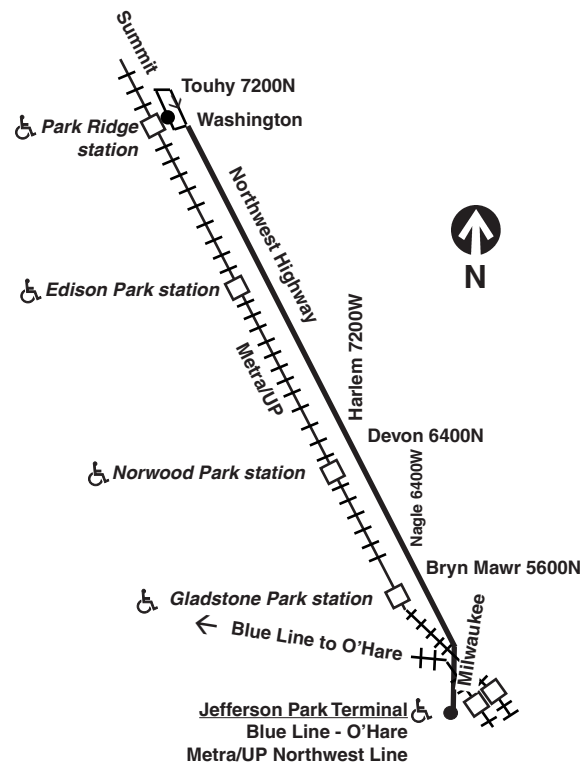 Summit
Touhy 7200N
Washington
Park Ridge
station
Northwest Highway
N
Edison Park station
Harlem 7200W
Metra/UP
Devon 6400N
Norwood Park station
Nagle 6400W
Bryn Mawr 5600N
Gladstone Park station
Milwaukee
Blue Line to O’Hare
Jefferson Park Terminal
Blue Line - O’Hare
Metra/UP Northwest Line